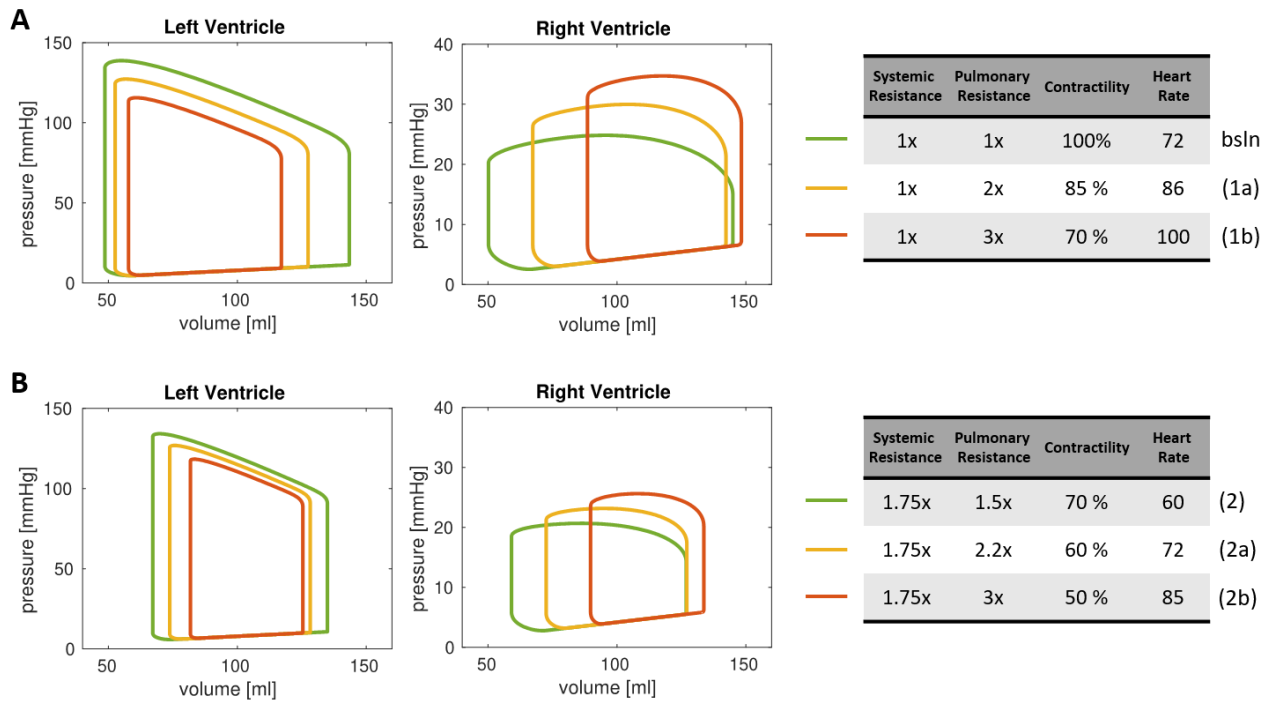 A
Left Ventricle
150
100
50
0
pressure [mmHg]
50 100 150
volume [ml]
Right Ventricle
40
30
20
10
0
pressure [mmHg]
50 100 150
volume [ml]
Systemic Resistance Pulmonary Resistance Contractility Heart Rate
1x 1x 100% 72 bsln
1x 2x 85 % 86 (1a)
1x 3x 70 % 100 (1b)
B
Left Ventricle
150
100
50
0
pressure [mmHg]
50 100 150
volume [ml]
Right Ventricle
40
30
20
10
0
pressure [mmHg]
50 100 150
volume [ml]
Systemic Resistance Pulmonary Resistance Contractility Heart Rate
1.75x 1.5x 70 % 60 (2)
1.75x 2.2x 60 % 72 (2a)
1.75x 3x 50 % 85 (2b)